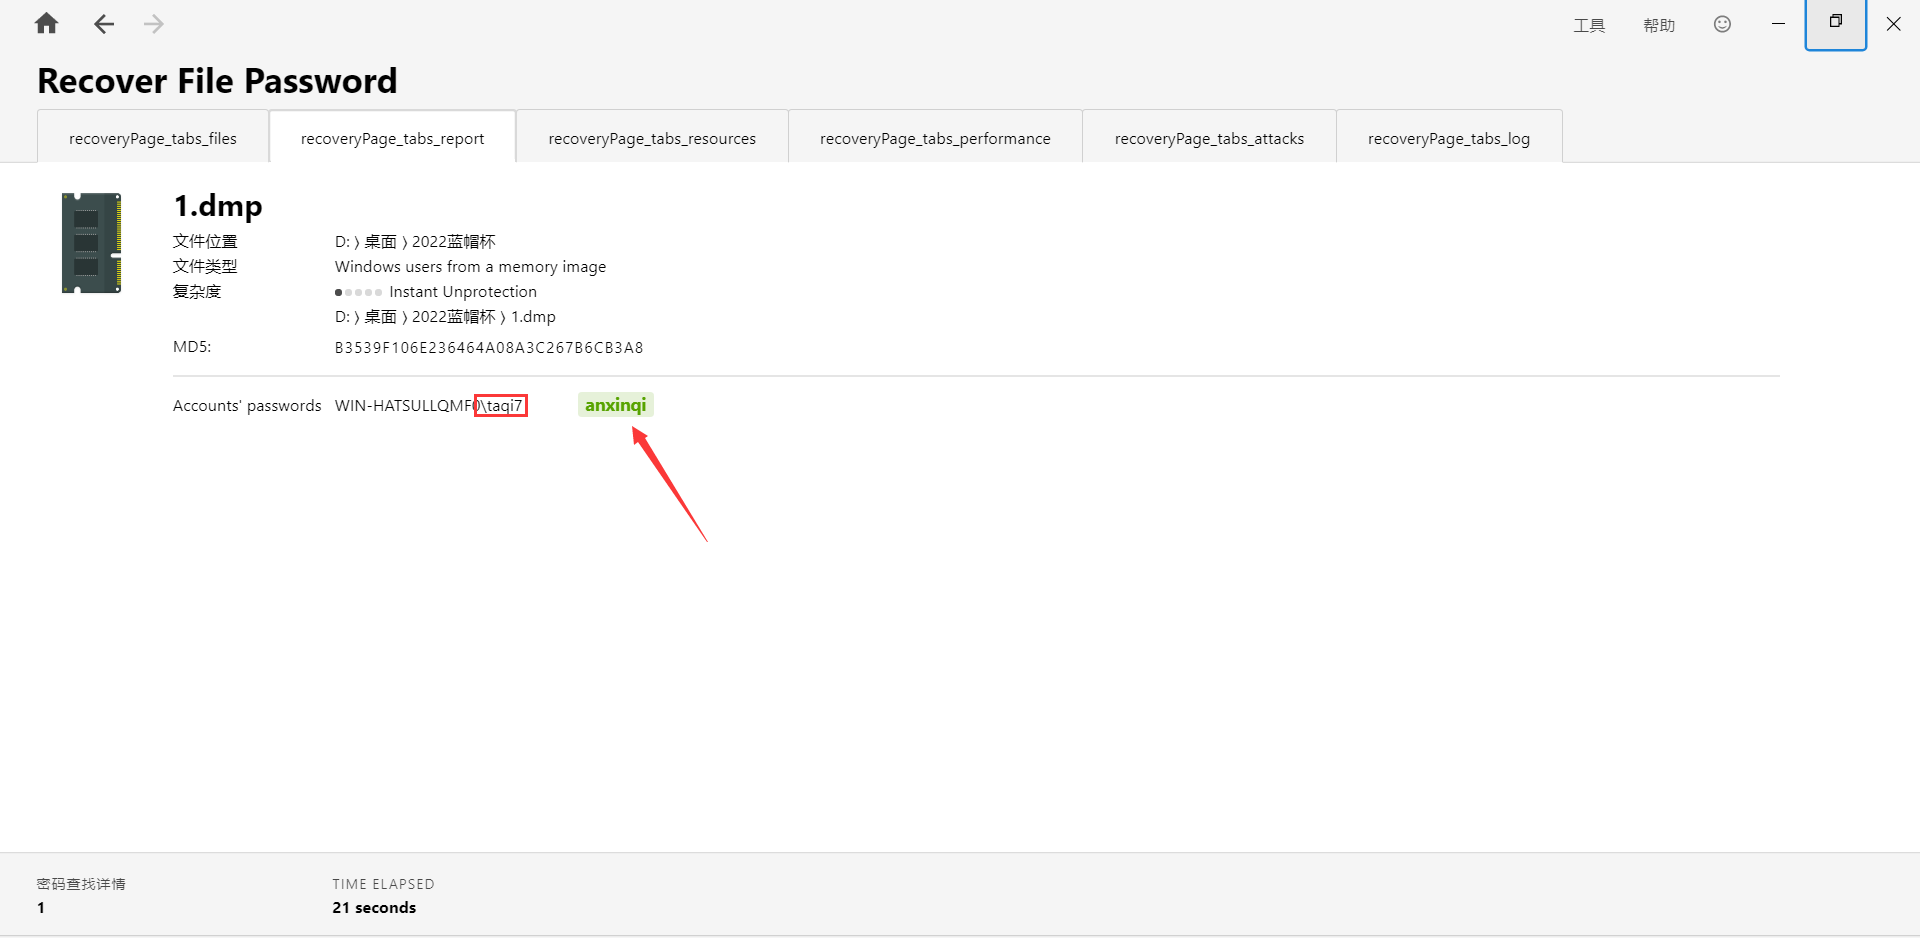 工具 帮助
Recover File Password
recoveryPage_tabs_files recoveryPage_tabs_report recoveryPage_tabs_resources recoveryPage_tabs_performance recoveryPage_tabs_attacks recoveryPage_tabs_log
1.dmp
文件位置 D: ⟩ 桌面 ⟩ 2022蓝帽杯
文件类型 Windows users from a memory image
复杂度 Instant Unprotection
D: ⟩ 桌面 ⟩ 2022蓝帽杯 ⟩ 1.dmp
MD5: B3539F106E236464A08A3C267B6CB3A8
Accounts' passwords WIN-HATSULLQMF0\taqi7 anxinqi
密码查找详情 TIME ELAPSED
1 21 seconds